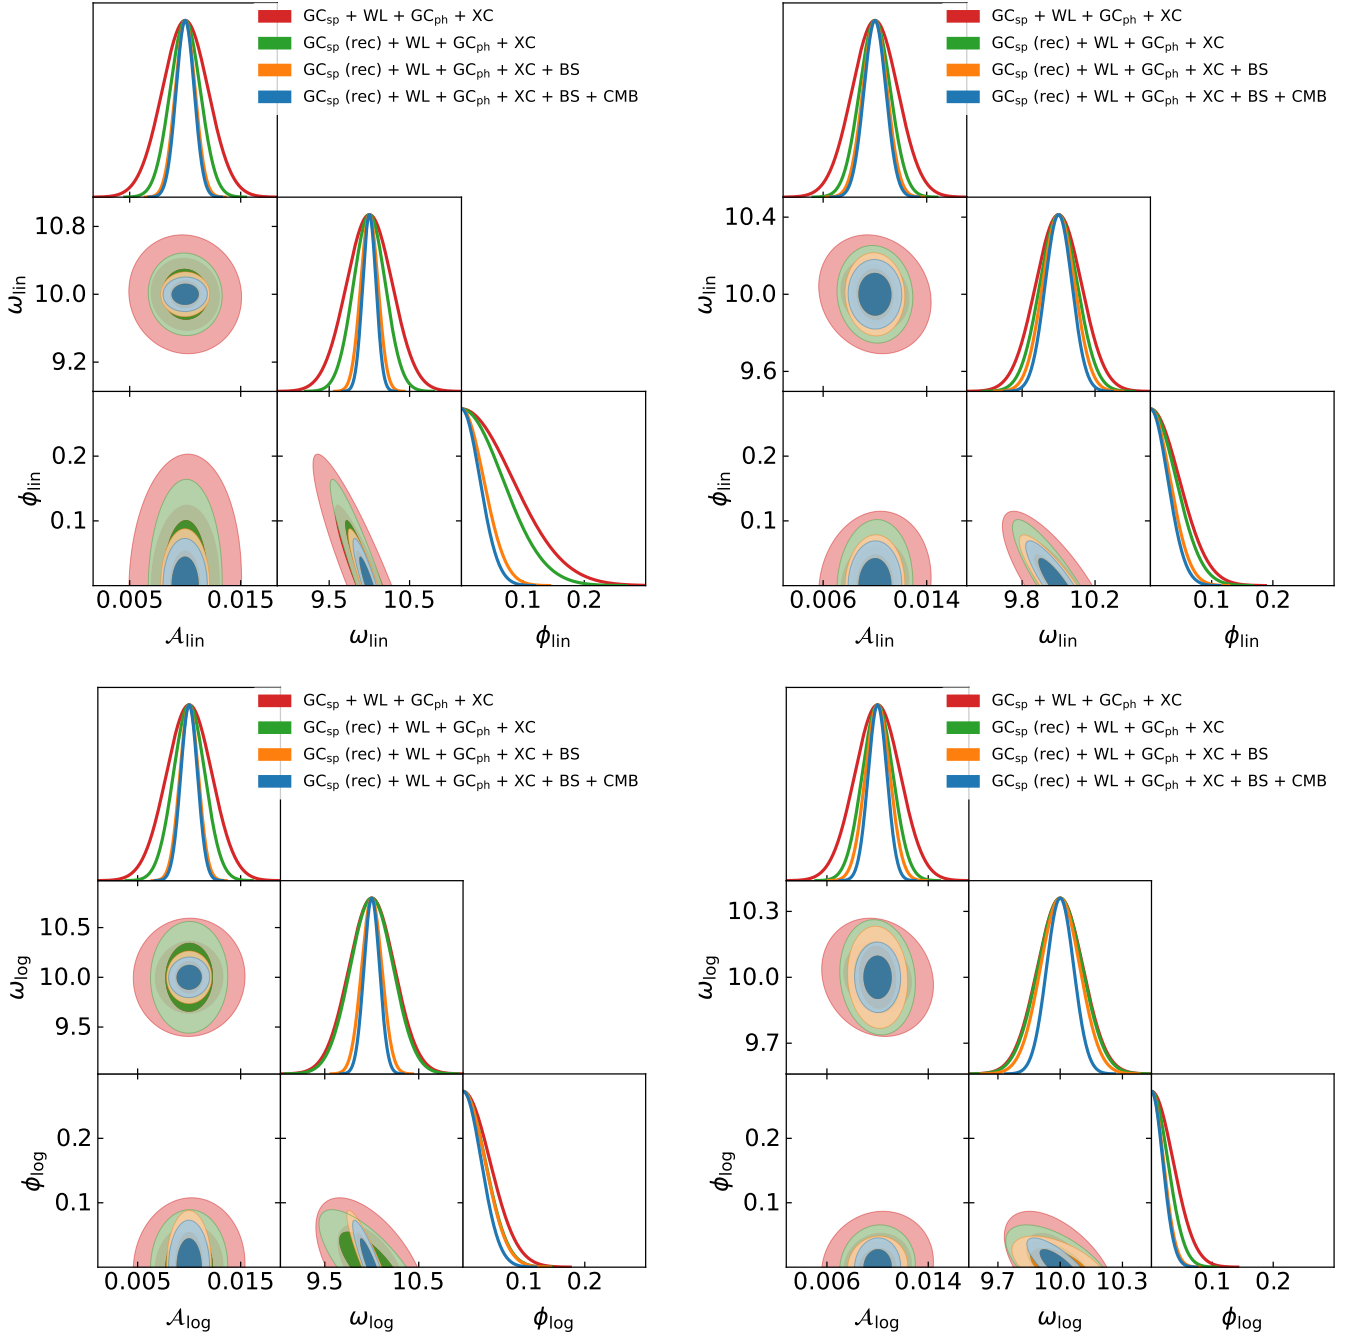 GCsp + WL + GCph + XC
GCsp (rec) + WL + GCph + XC
GCsp (rec) + WL + GCph + XC + BS
GCsp (rec) + WL + GCph + XC + BS + CMB
10.8
10.0
9.2
ωlin
0.2
0.1
ϕlin
0.005 0.015 9.5 10.5 0.1 0.2
𝒜lin ωlin ϕlin
GCsp + WL + GCph + XC
GCsp (rec) + WL + GCph + XC
GCsp (rec) + WL + GCph + XC + BS
GCsp (rec) + WL + GCph + XC + BS + CMB
10.4
10.0
9.6
ωlin
0.2
0.1
ϕlin
0.006 0.014 9.8 10.2 0.1 0.2
𝒜lin ωlin ϕlin
GCsp + WL + GCph + XC
GCsp (rec) + WL + GCph + XC
GCsp (rec) + WL + GCph + XC + BS
GCsp (rec) + WL + GCph + XC + BS + CMB
10.5
10.0
9.5
ωlog
0.2
0.1
ϕlog
0.005 0.015 9.5 10.5 0.1 0.2
𝒜log ωlog ϕlog
GCsp + WL + GCph + XC
GCsp (rec) + WL + GCph + XC
GCsp (rec) + WL + GCph + XC + BS
GCsp (rec) + WL + GCph + XC + BS + CMB
10.3
10.0
9.7
ωlog
0.2
0.1
ϕlog
0.006 0.014 9.7 10.0 10.3 0.1 0.2
𝒜log ωlog ϕlog